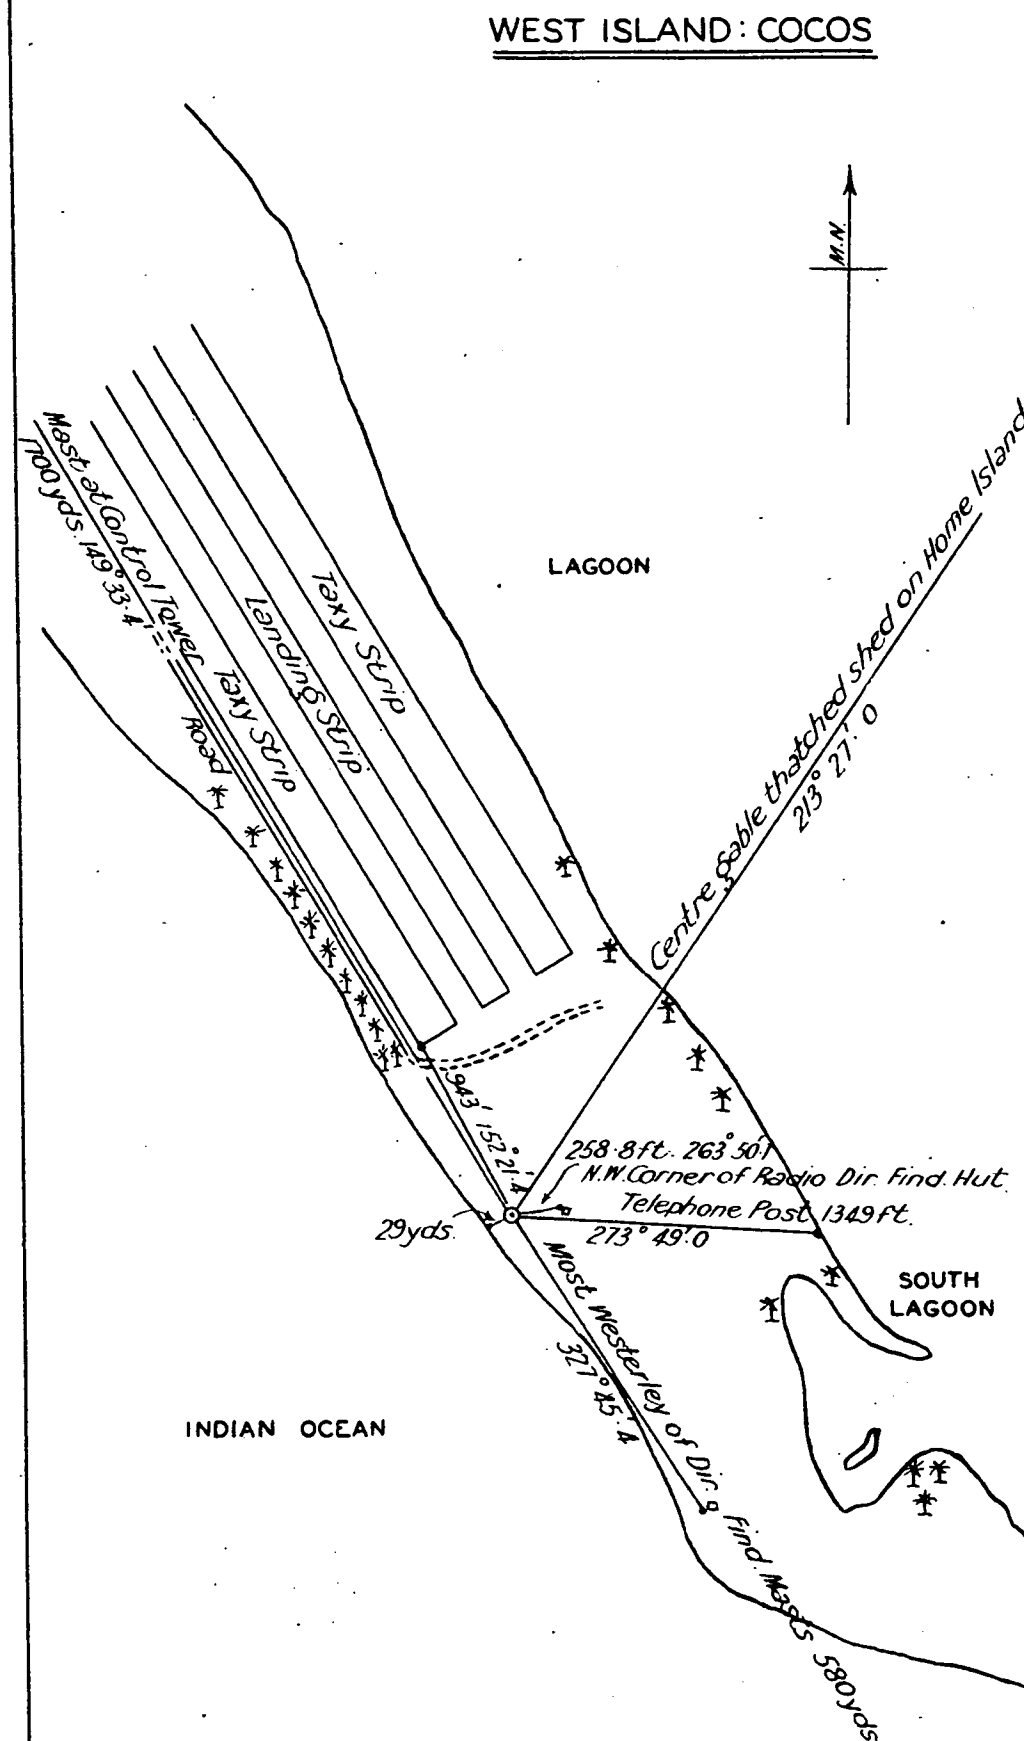 WEST ISLAND: COCOS
M.N.
Mast at Control Tower
1700 yds. 149° 33'.4
Taxy Strip
Landing Strip
Taxy Strip
Road
LAGOON
Centre gable thatched shed on Home Island
213° 27'.0
943' 152° 21'.4
258.8 ft. 263° 50'.1
N.W. Corner of Radio Dir. Find. Hut.
Telephone Post 1349 ft.
273° 49'.0
29 yds.
Most Westerley of Dir. Find. Masts 580 yds
327° 45'.4
SOUTH
LAGOON
INDIAN OCEAN